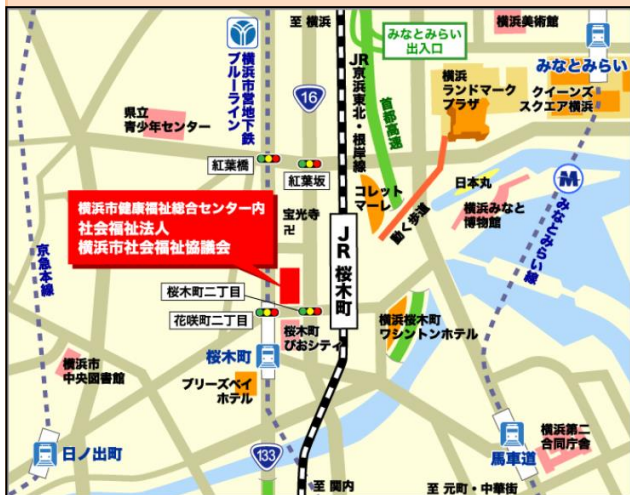 至 横浜
みなとみらい
出入口
横浜美術館
みなとみらい
横浜市営地下鉄
ブルーライン
16
JR
京浜東北・根岸線
首都高速
横浜
ランドマーク
プラザ
クイーンズ
スクエア横浜
県立
青少年センター
紅葉橋
紅葉坂
コレット
マーレ
動く歩道
日本丸
横浜みなと
博物館
M
みなとみらい線
横浜市健康福祉総合センター内
社会福祉法人
横浜市社会福祉協議会
宝光寺
卍
JR 桜木町
京急本線
桜木町二丁目
花咲町二丁目
桜木町
ぴおシティ
横浜桜木町
ワシントンホテル
桜木町
横浜市
中央図書館
ブリーズベイ
ホテル
日ノ出町
133
馬車道
横浜第二
合同庁舎
至 関内
至 元町・中華街